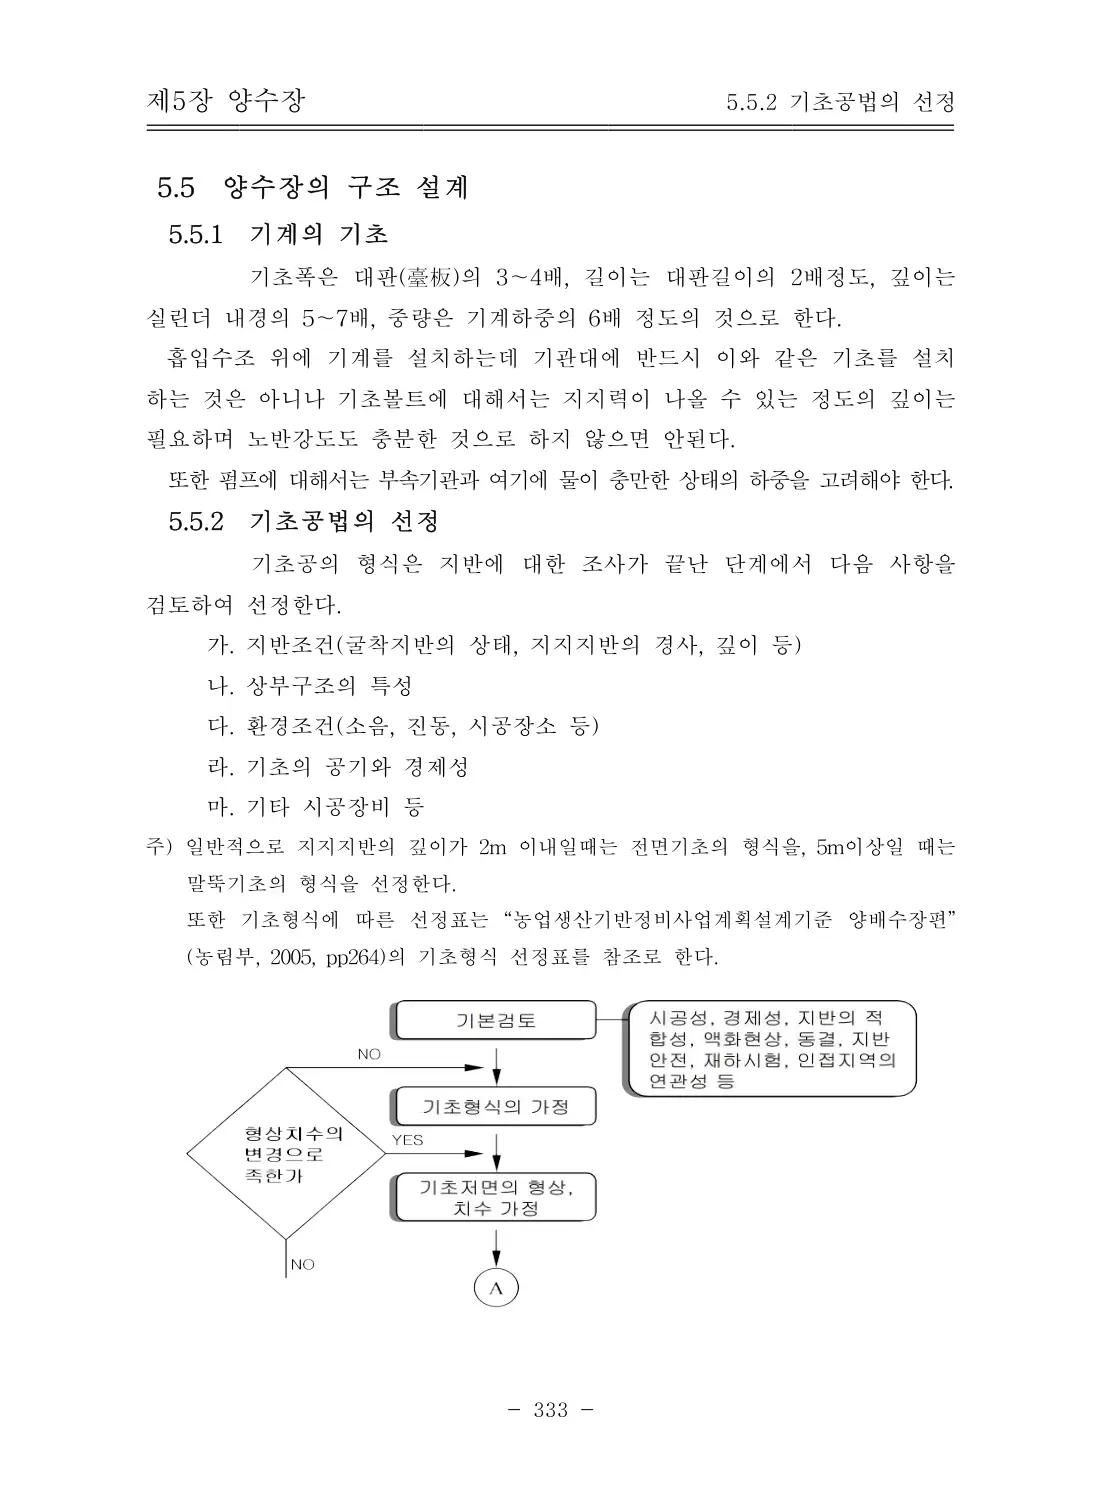 제5장 양수장
5.5.2 기초공법의 선정
5.5 양수장의 구조 설계
5.5.1 기계의 기초
기초폭은 대판(臺板)의 3～4배, 길이는 대판길이의 2배정도, 깊이는
실린더 내경의 5～7배, 중량은 기계하중의 6배 정도의 것으로 한다.
흡입수조 위에 기계를 설치하는데 기관대에 반드시 이와 같은 기초를 설치
하는 것은 아니나 기초볼트에 대해서는 지지력이 나올 수 있는 정도의 깊이는
필요하며 노반강도도 충분한 것으로 하지 않으면 안된다.
또한 펌프에 대해서는 부속기관과 여기에 물이 충만한 상태의 하중을 고려해야 한다.
5.5.2 기초공법의 선정
기초공의 형식은 지반에 대한 조사가 끝난 단계에서 다음 사항을
검토하여 선정한다.
가. 지반조건(굴착지반의 상태, 지지지반의 경사, 깊이 등)
나. 상부구조의 특성
다. 환경조건(소음, 진동, 시공장소 등)
라. 기초의 공기와 경제성
마. 기타 시공장비 등
주) 일반적으로 지지지반의 깊이가 2m 이내일때는 전면기초의 형식을, 5m이상일 때는
말뚝기초의 형식을 선정한다.
또한 기초형식에 따른 선정표는 “농업생산기반정비사업계획설계기준 양배수장편”
(농림부, 2005, pp264)의 기초형식 선정표를 참조로 한다.
기본검토
시공성, 경제성, 지반의 적
합성, 액화현상, 동결, 지반
안전, 재하시험, 인접지역의
연관성 등
NO
기초형식의 가정
형상치수의
변경으로
족한가
YES
기초저면의 형상,
치수 가정
NO
A
- 333 -